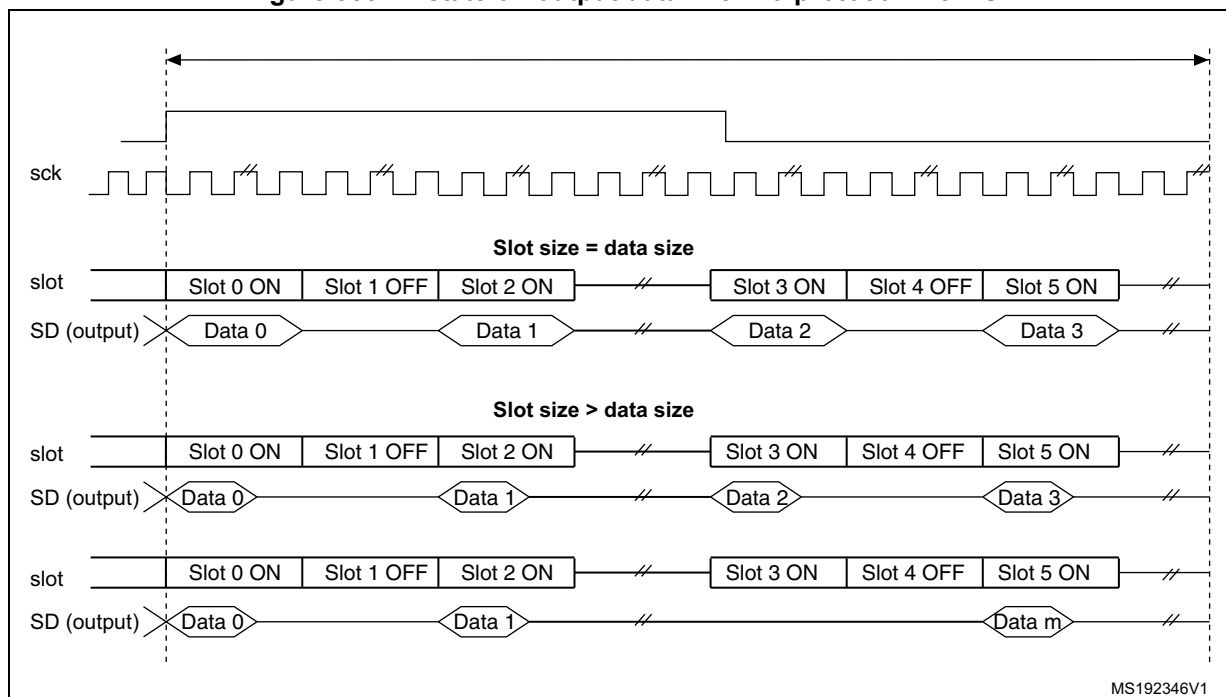 sck
Slot size = data size
slot Slot 0 ON Slot 1 OFF Slot 2 ON Slot 3 ON Slot 4 OFF Slot 5 ON
SD (output) Data 0 Data 1 Data 2 Data 3
Slot size > data size
slot Slot 0 ON Slot 1 OFF Slot 2 ON Slot 3 ON Slot 4 OFF Slot 5 ON
SD (output) Data 0 Data 1 Data 2 Data 3
slot Slot 0 ON Slot 1 OFF Slot 2 ON Slot 3 ON Slot 4 OFF Slot 5 ON
SD (output) Data 0 Data 1 Data m
MS192346V1